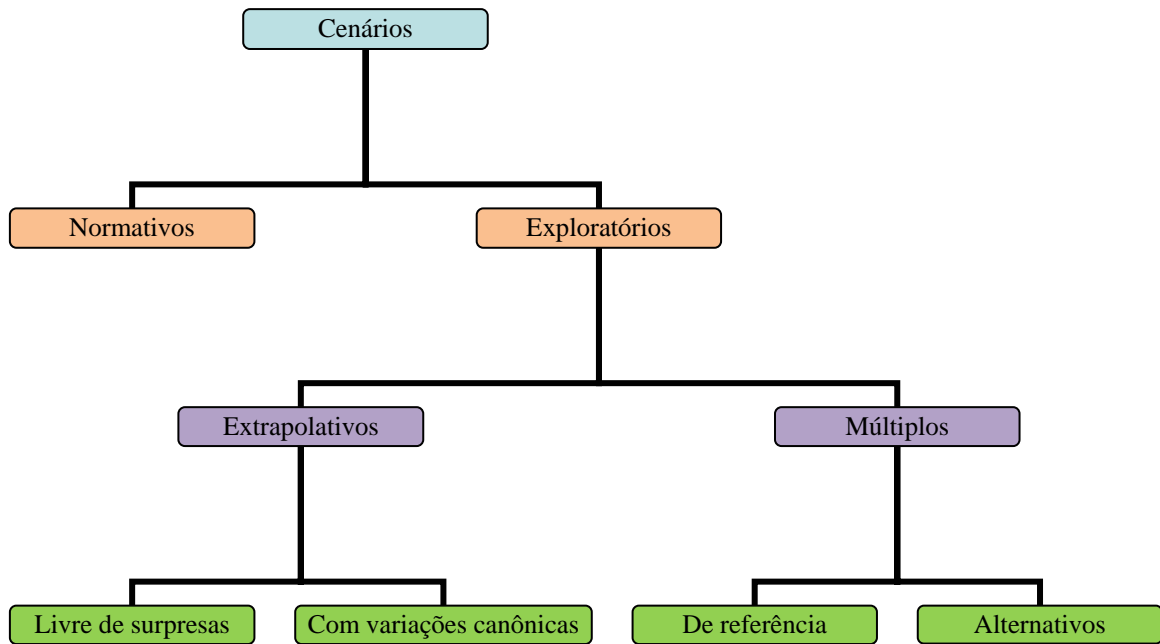 Cenários
Normativos
Exploratórios
Extrapolativos
Múltiplos
Livre de surpresas
Com variações canônicas
De referência
Alternativos